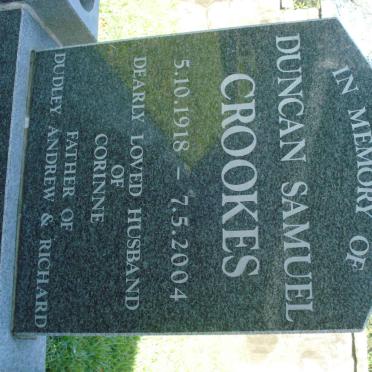 IN MEMORY OF
DUNCAN SAMUEL
CROOKES
5.10.1918 – 7.5.2004
DEARLY LOVED HUSBAND
OF
CORINNE
FATHER OF
DUDLEY ANDREW & RICHARD